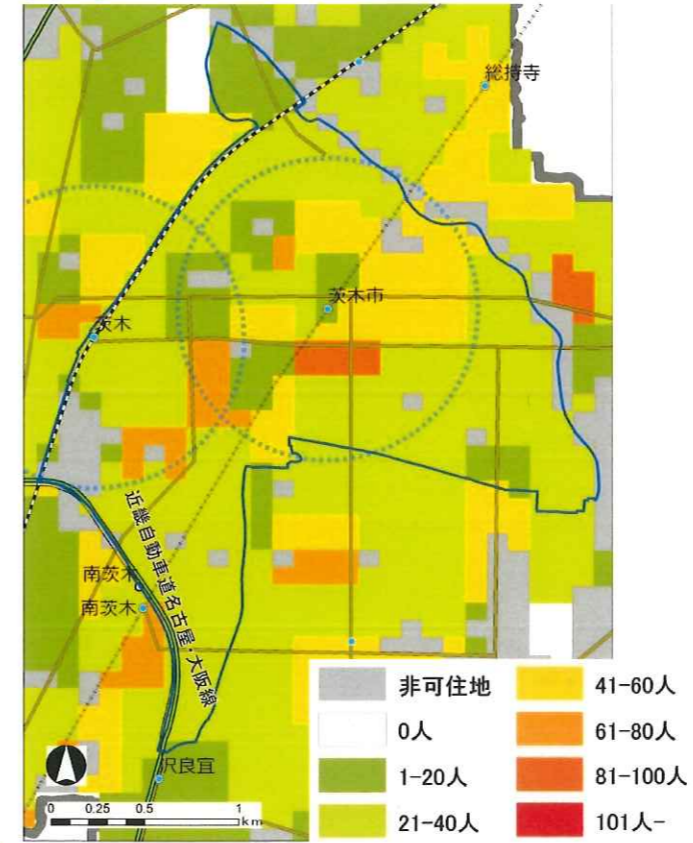 総持寺
茨木市
茨木
近畿自動車道名古屋・大阪線
南茨木
南茨木
沢良宜
0 0.25 0.5 1
km
非可住地
0人
1-20人
21-40人
41-60人
61-80人
81-100人
101人-